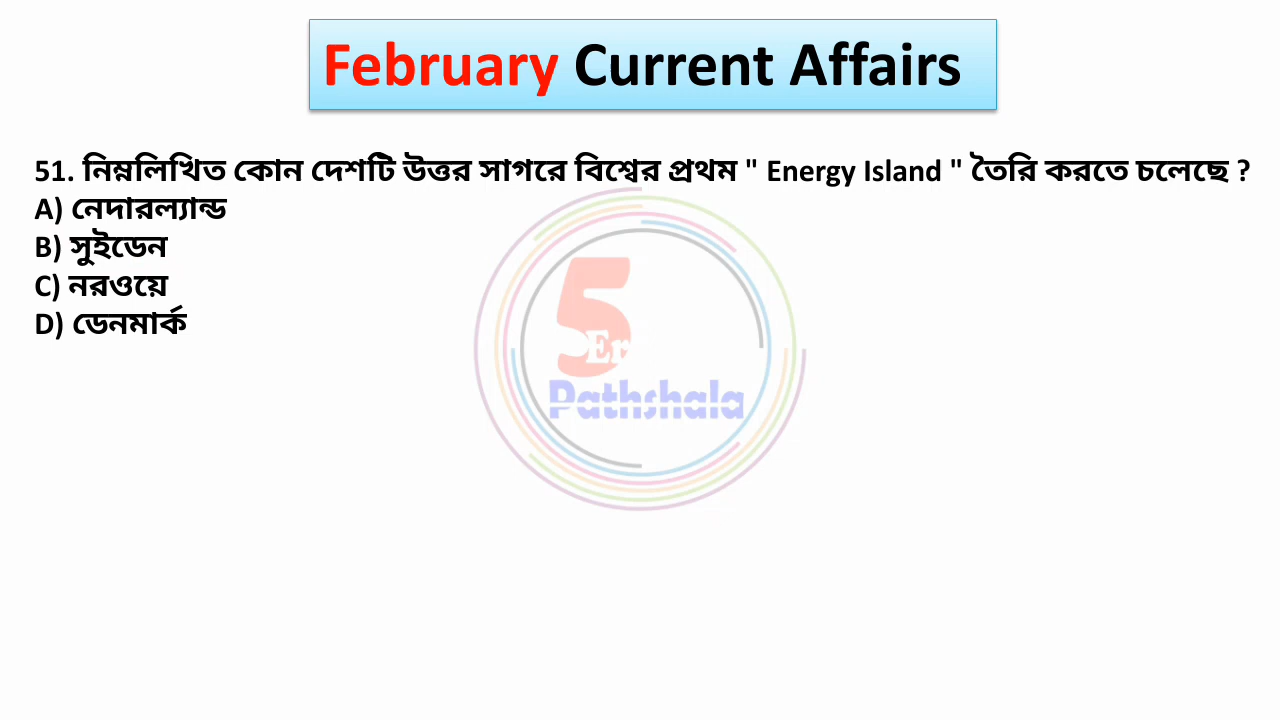 February Current Affairs
51. নিম্নলিখিত কোন দেশটি উত্তর সাগরে বিশ্বের প্রথম " Energy Island " তৈরি করতে চলেছে ?
A) নেদারল্যান্ড
B) সুইডেন
C) নরওয়ে
D) ডেনমার্ক
5
Pathshala